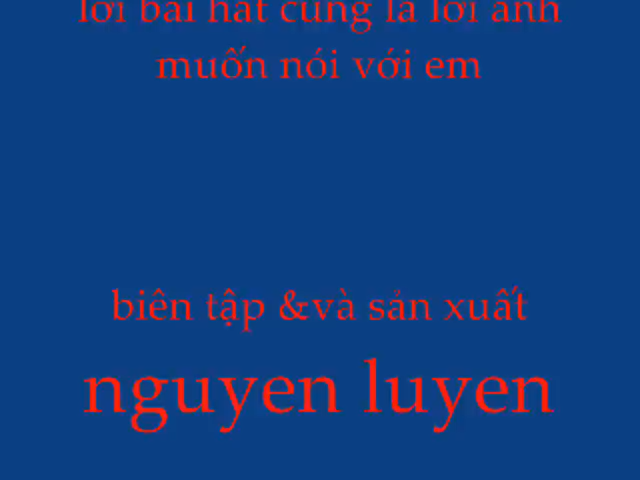 lời bài hát cũng là lời anh
muốn nói với em
biên tập &và sản xuất
nguyen luyen